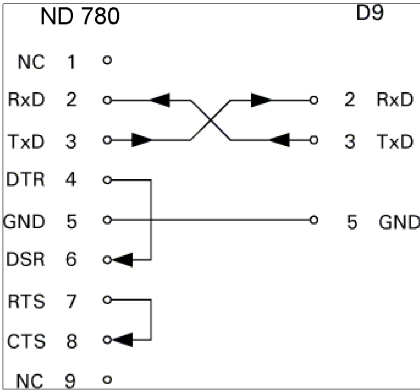 ND 780 D9
NC 1
RxD 2 2 RxD
TxD 3 3 TxD
DTR 4
GND 5 5 GND
DSR 6
RTS 7
CTS 8
NC 9